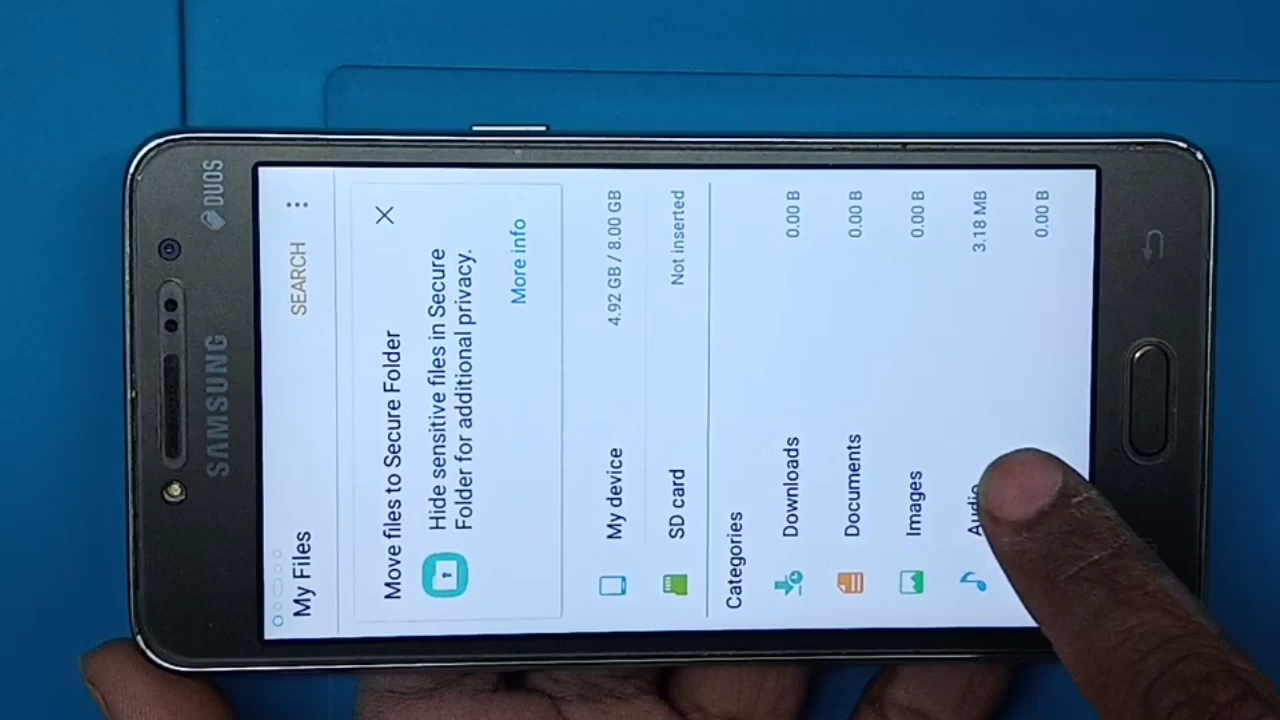 DUOS
SAMSUNG
My Files
SEARCH
Move files to Secure Folder
Hide sensitive files in Secure
Folder for additional privacy.
More info
My device
4.92 GB / 8.00 GB
SD card
Not inserted
Categories
Downloads
0.00 B
Documents
0.00 B
Images
0.00 B
Audio
3.18 MB
0.00 B